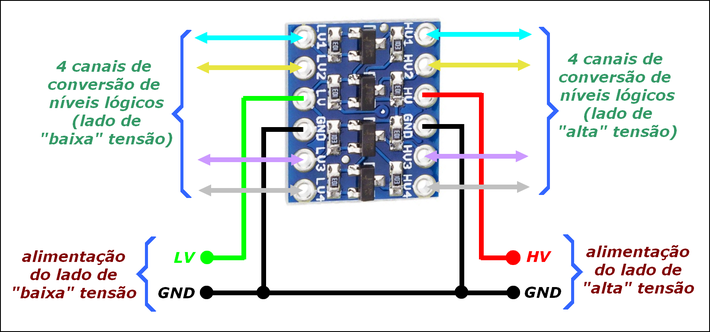 4 canais de
conversão de
níveis lógicos
(lado de
"baixa" tensão)
LV1
LV2
LV
GND
LV3
LV4
HV1
HV2
HV
GND
HV3
HV4
4 canais de
conversão de
níveis lógicos
(lado de
"alta" tensão)
alimentação
do lado de
"baixa" tensão
LV
GND
HV
GND
alimentação
do lado de
"alta" tensão